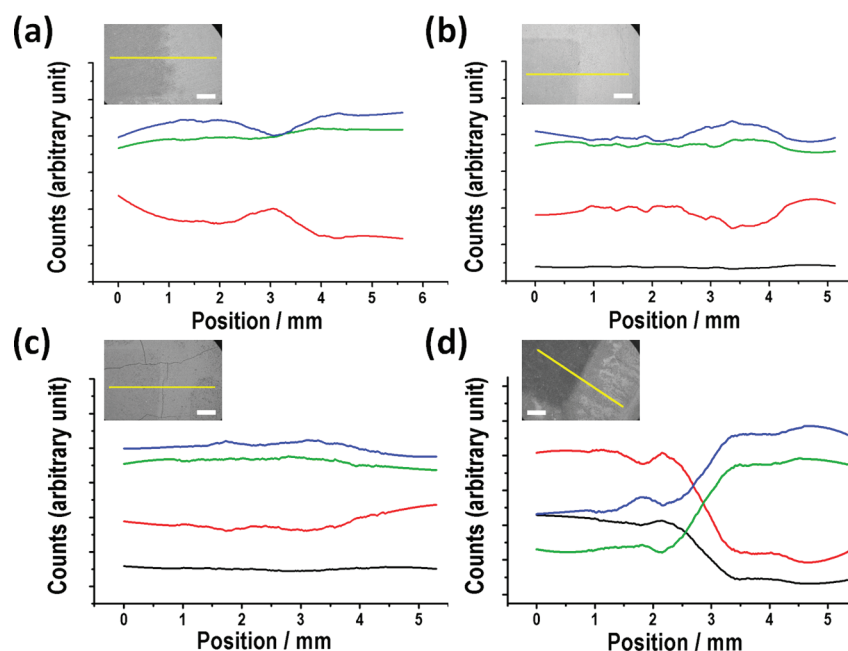 (a)
Counts (arbitrary unit)
0 1 2 3 4 5 6
Position / mm
(b)
Counts (arbitrary unit)
0 1 2 3 4 5
Position / mm
(c)
Counts (arbitrary unit)
0 1 2 3 4 5
Position / mm
(d)
Counts (arbitrary unit)
0 1 2 3 4 5
Position / mm